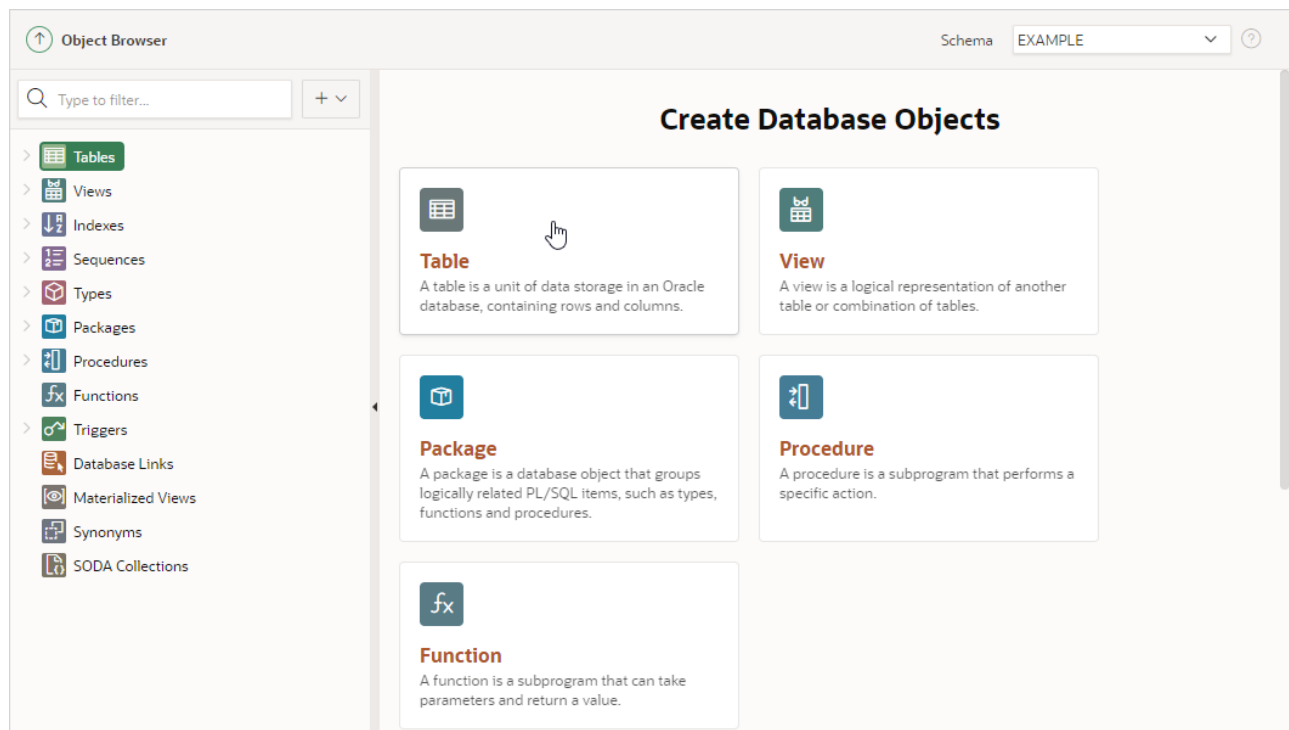 Object Browser
Schema
EXAMPLE
Type to filter...
Tables
Views
Indexes
Sequences
Types
Packages
Procedures
Functions
Triggers
Database Links
Materialized Views
Synonyms
SODA Collections
Create Database Objects
Table
A table is a unit of data storage in an Oracle
database, containing rows and columns.
View
A view is a logical representation of another
table or combination of tables.
Package
A package is a database object that groups
logically related PL/SQL items, such as types,
functions and procedures.
Procedure
A procedure is a subprogram that performs a
specific action.
Function
A function is a subprogram that can take
parameters and return a value.